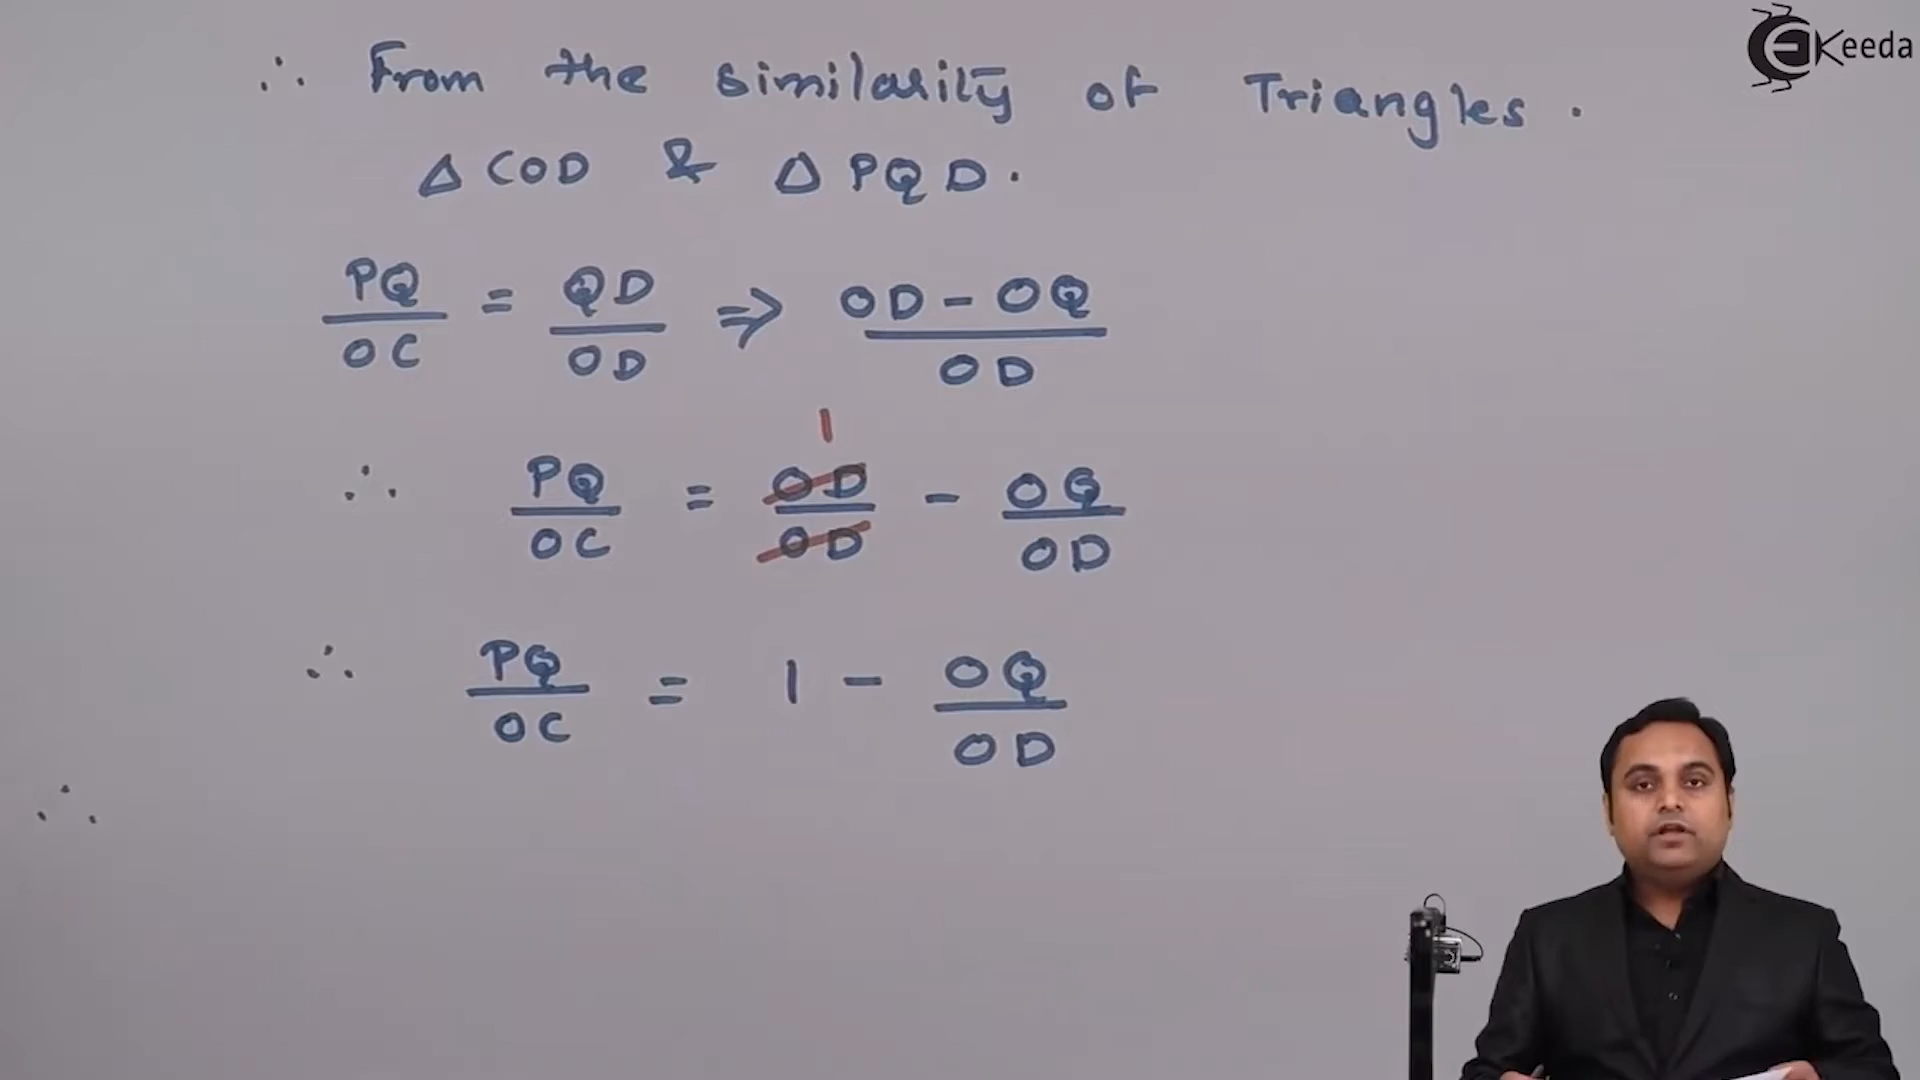 Keeda
∴ From the similarity of Triangles.
Δ COD & Δ PQD.
PQ/OC = QD/OD ⇒ OD - OQ/OD
1
∴ PQ/OC = OD/OD - OQ/OD
∴ PQ/OC = 1 - OQ/OD
∴